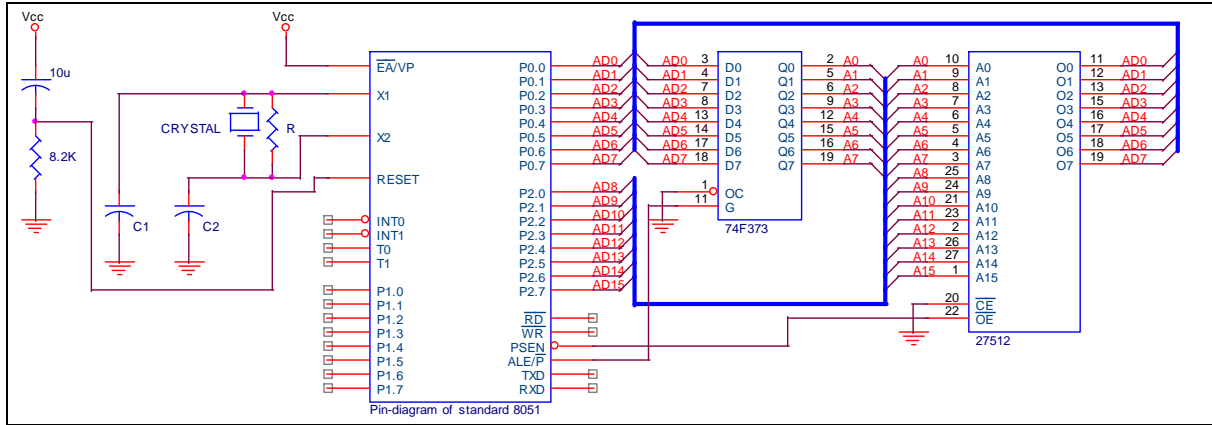 Vcc
10u
8.2K
Vcc
CRYSTAL
R
C1
C2
EA/VP
X1
X2
RESET
INT0
INT1
T0
T1
P1.0
P1.1
P1.2
P1.3
P1.4
P1.5
P1.6
P1.7
P0.0 AD0
P0.1 AD1
P0.2 AD2
P0.3 AD3
P0.4 AD4
P0.5 AD5
P0.6 AD6
P0.7 AD7
P2.0 AD8
P2.1 AD9
P2.2 AD10
P2.3 AD11
P2.4 AD12
P2.5 AD13
P2.6 AD14
P2.7 AD15
RD
WR
PSEN
ALE/P
TXD
RXD
Pin-diagram of standard 8051
AD0 3 D0 Q0 2 A0
AD1 4 D1 Q1 5 A1
AD2 7 D2 Q2 6 A2
AD3 8 D3 Q3 9 A3
AD4 13 D4 Q4 12 A4
AD5 14 D5 Q5 15 A5
AD6 17 D6 Q6 16 A6
AD7 18 D7 Q7 19 A7
1 OC
11 G
74F373
A0 10 A0 O0 11 AD0
A1 9 A1 O1 12 AD1
A2 8 A2 O2 13 AD2
A3 7 A3 O3 15 AD3
A4 6 A4 O4 16 AD4
A5 5 A5 O5 17 AD5
A6 4 A6 O6 18 AD6
A7 3 A7 O7 19 AD7
A8 25 A8
A9 24 A9
A10 21 A10
A11 23 A11
A12 2 A12
A13 26 A13
A14 27 A14
A15 1 A15
20 CE
22 OE
27512